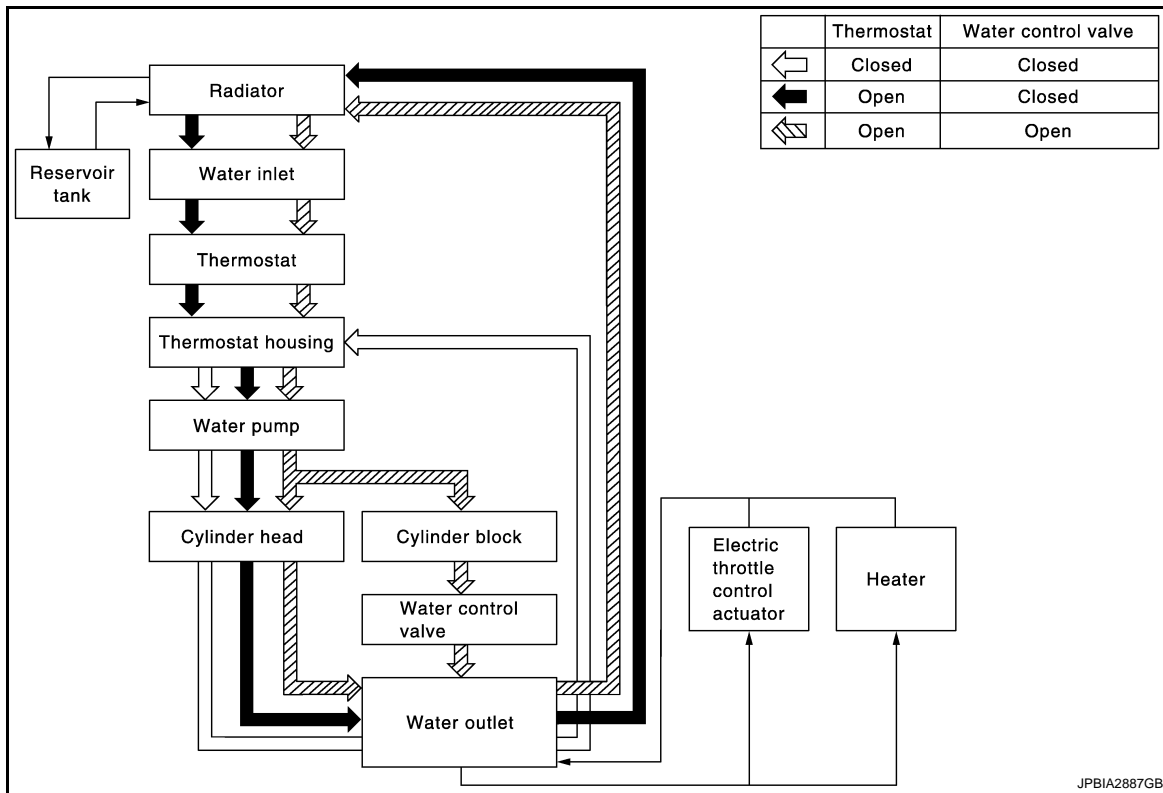 Thermostat Water control valve
Closed Closed
Open Closed
Open Open
Radiator
Reservoir
tank
Water inlet
Thermostat
Thermostat housing
Water pump
Cylinder head
Cylinder block
Water control
valve
Water outlet
Electric
throttle
control
actuator
Heater
JPBIA2887GB